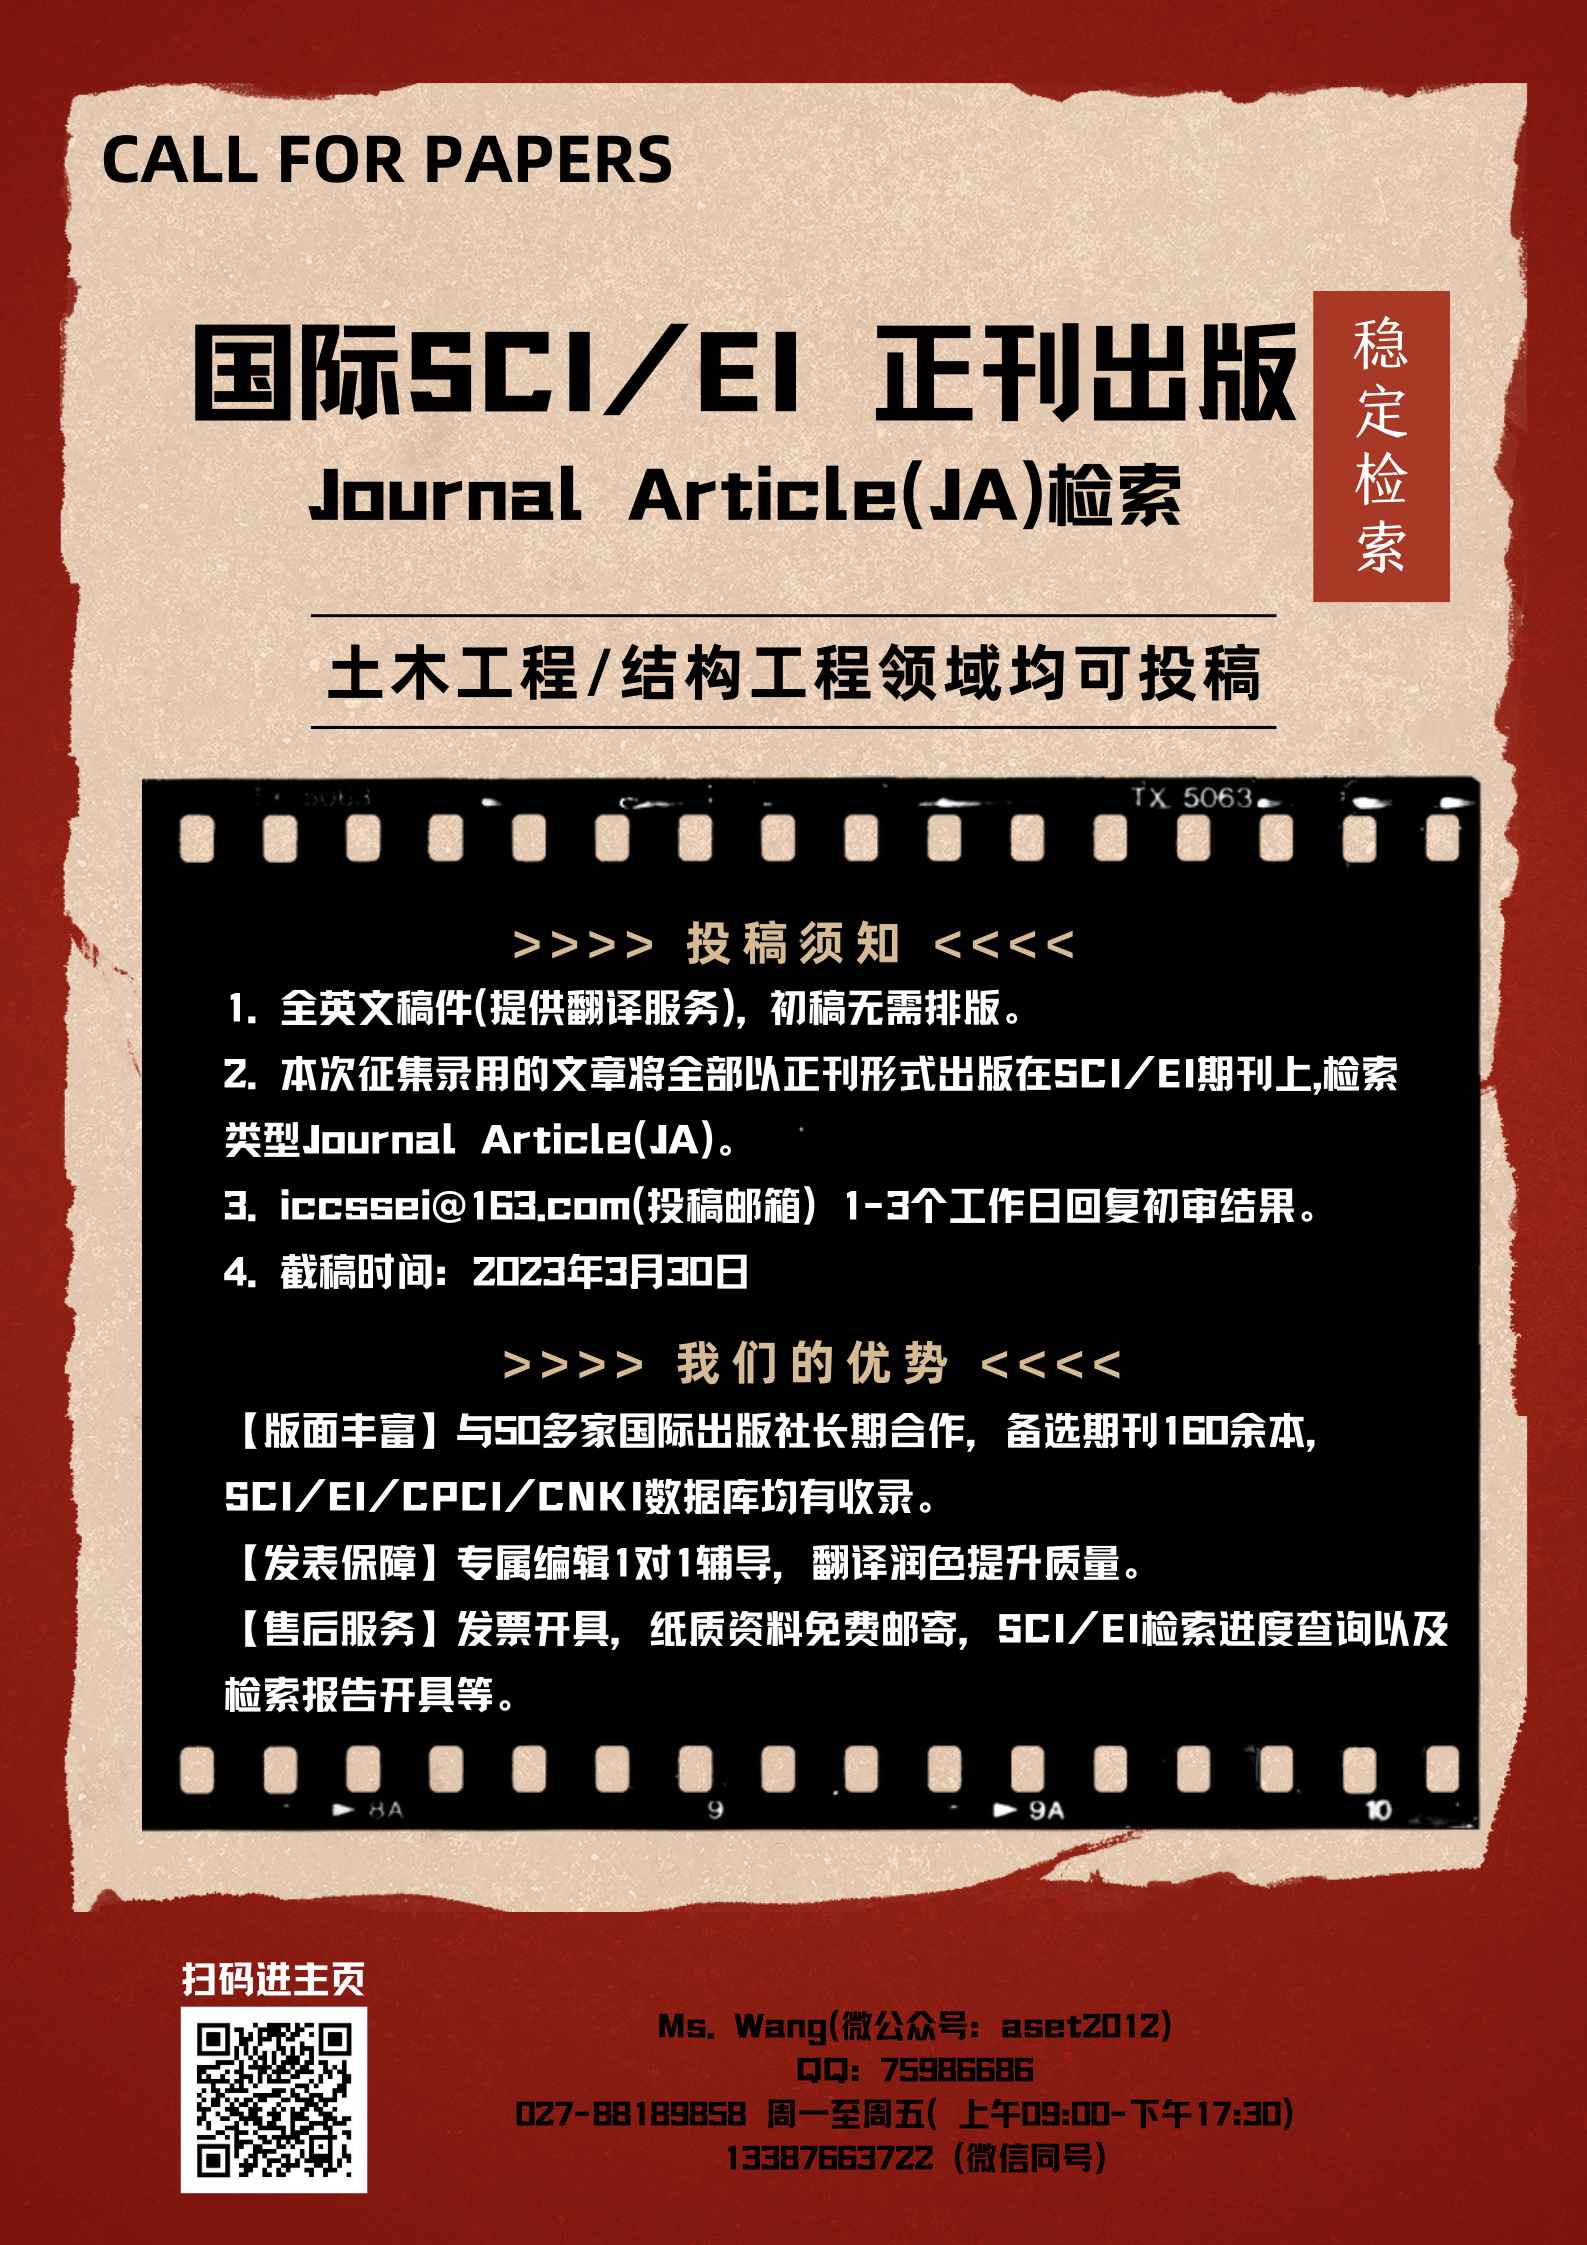 CALL FOR PAPERS
国际SCI/EI 正刊出版
稳定检索
Journal Article(JA)检索
土木工程/结构工程领域均可投稿
TX 5063
TX 5063
>>>> 投稿须知 <<<<
1. 全英文稿件(提供翻译服务)，初稿无需排版。
2. 本次征集录用的文章将全部以正刊形式出版在SCI/EI期刊上,检索
类型Journal Article(JA)。
3. iccssei@163.com(投稿邮箱) 1-3个工作日回复初审结果。
4. 截稿时间：2023年3月30日
>>>> 我们的优势 <<<<
【版面丰富】与50多家国际出版社长期合作，备选期刊160余本，
SCI/EI/CPCI/CNKI数据库均有收录。
【发表保障】专属编辑1对1辅导，翻译润色提升质量。
【售后服务】发票开具，纸质资料免费邮寄，SCI/EI检索进度查询以及
检索报告开具等。
8A 9 9A 10
扫码进主页
Ms. Wang(微公众号：aset2012)
QQ：75986686
027-88189858 周一至周五( 上午09:00-下午17:30)
13387663722 (微信同号)